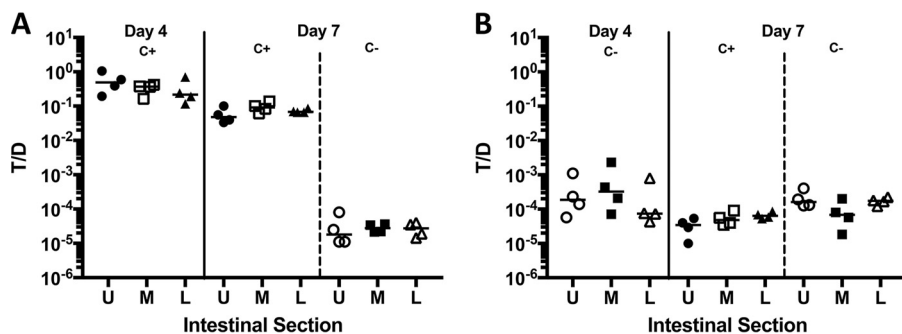 A
Day 4
Day 7
C+
C+
C-
T/D
10^0
10^-1
10^-2
10^-3
10^-4
10^-5
10^-6
U M L U M L U M L
Intestinal Section
B
Day 4
Day 7
C-
C+
C-
T/D
10^1
10^0
10^-1
10^-2
10^-3
10^-4
10^-5
10^-6
U M L U M L U M L
Intestinal Section